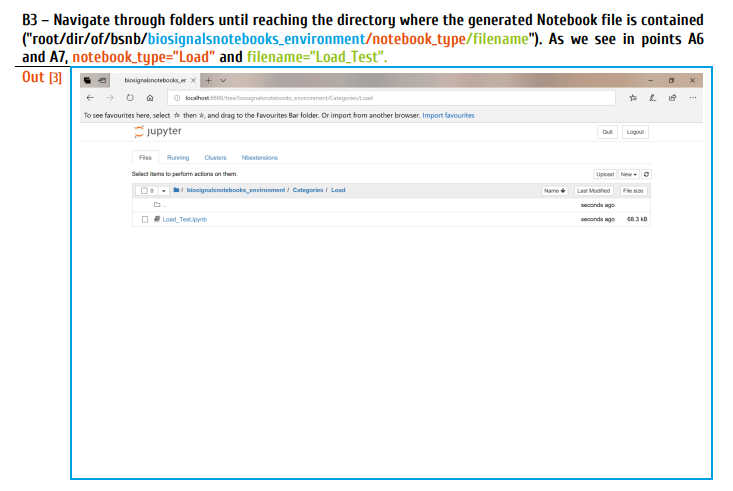 B3 – Navigate through folders until reaching the directory where the generated Notebook file is contained
("root/dir/of/bsnb/biosignalsnotebooks_environment/notebook_type/filename"). As we see in points A6
and A7, notebook_type="Load" and filename="Load_Test".
Out [3]
biosignalsnotebooks_er
localhost:8888/tree/biosignalsnotebooks_environment/Categories/Load
To see favourites here, select ☆ then ☆, and drag to the Favourites Bar folder. Or import from another browser. Import favourites
jupyter Quit Logout
Files Running Clusters Nbextensions
Select items to perform actions on them. Upload New
0 / biosignalsnotebooks_environment / Categories / Load Name Last Modified File size
.. seconds ago
Load_Test.ipynb seconds ago 68.3 kB